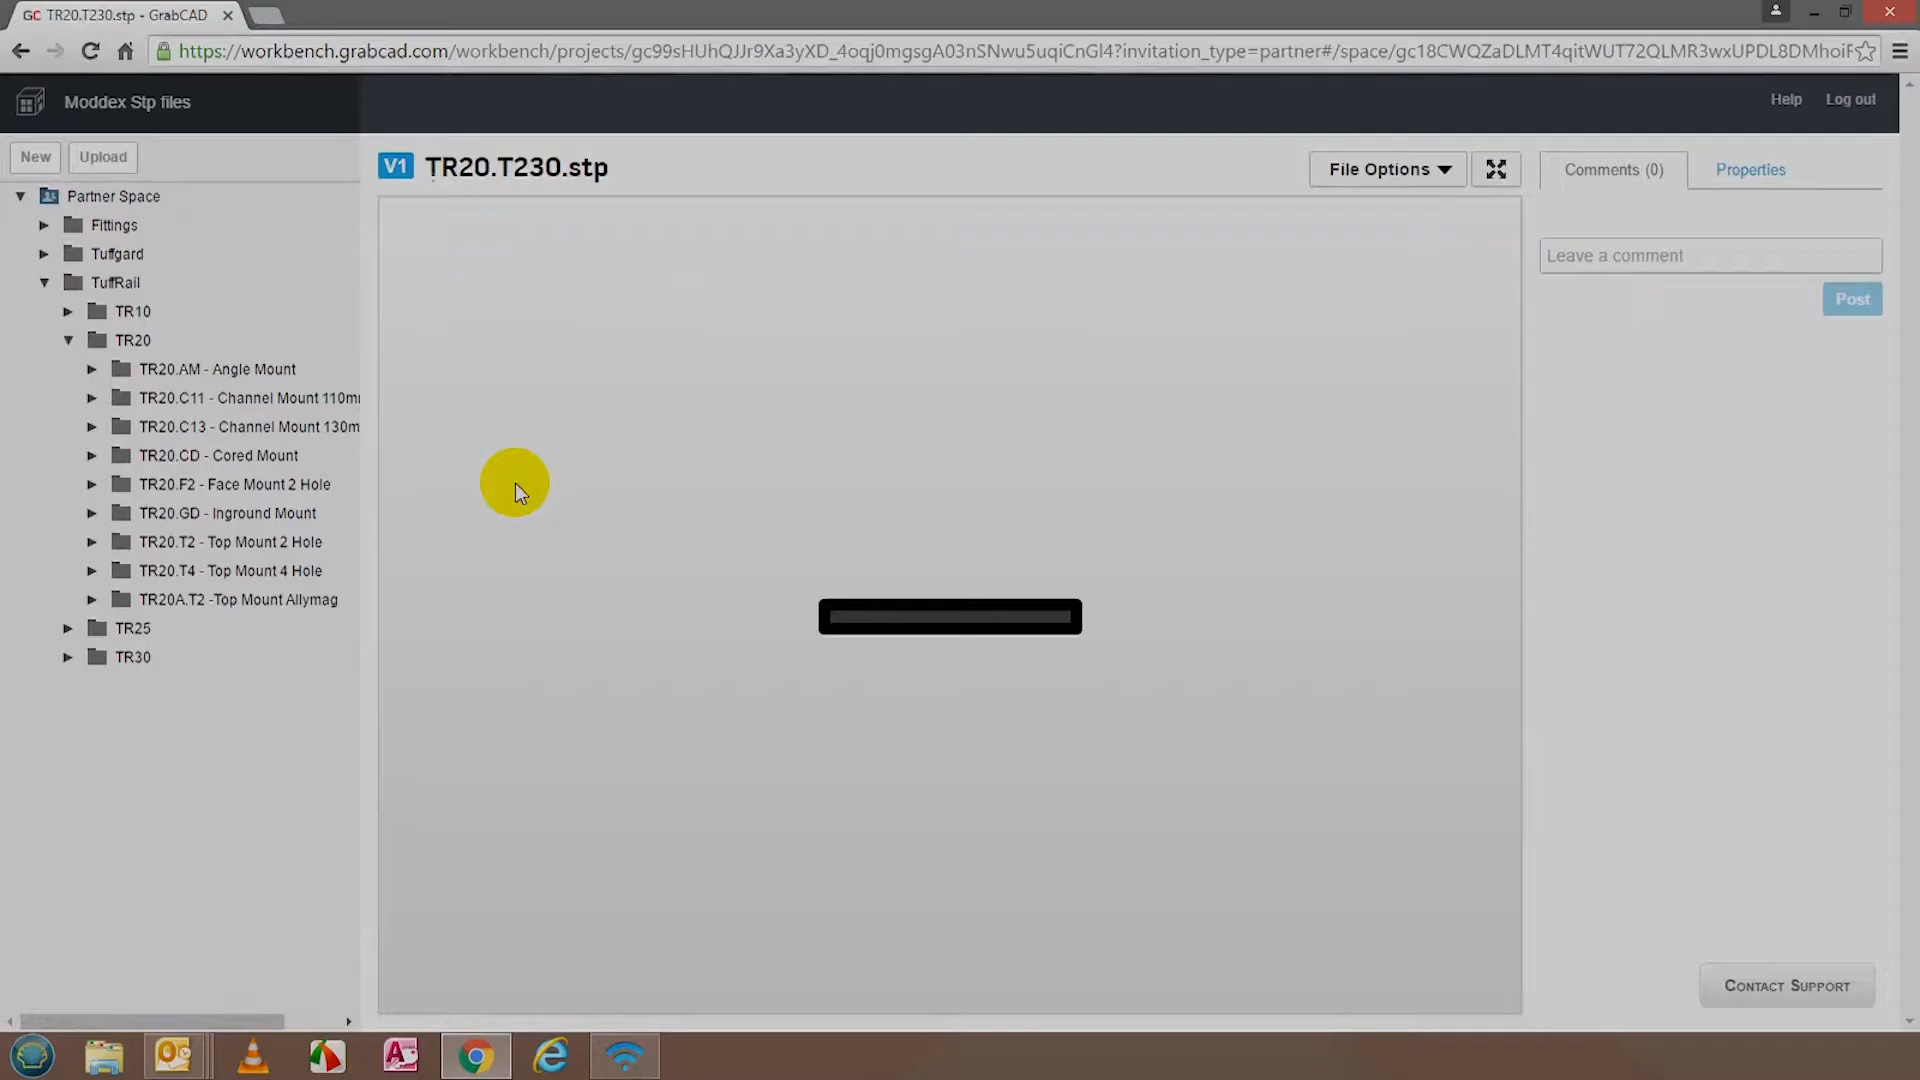 GC TR20.T230.stp - GrabCAD
https://workbench.grabcad.com/workbench/projects/gc99sHUhQJJr9Xa3yXD_4oqj0mgsgA03nSNwu5uqiCnGl4?invitation_type=partner#/space/gc18CWQZaDLMT4qitWUT72QLMR3wxUPDL8DMhoiF
Moddex Stp files
Help
Log out
New
Upload
Partner Space
Fittings
Tuffgard
TuffRail
TR10
TR20
TR20.AM - Angle Mount
TR20.C11 - Channel Mount 110m
TR20.C13 - Channel Mount 130m
TR20.CD - Cored Mount
TR20.F2 - Face Mount 2 Hole
TR20.GD - Inground Mount
TR20.T2 - Top Mount 2 Hole
TR20.T4 - Top Mount 4 Hole
TR20A.T2 -Top Mount Allymag
TR25
TR30
V1 TR20.T230.stp
File Options
Comments (0)
Properties
Leave a comment
Post
Contact Support